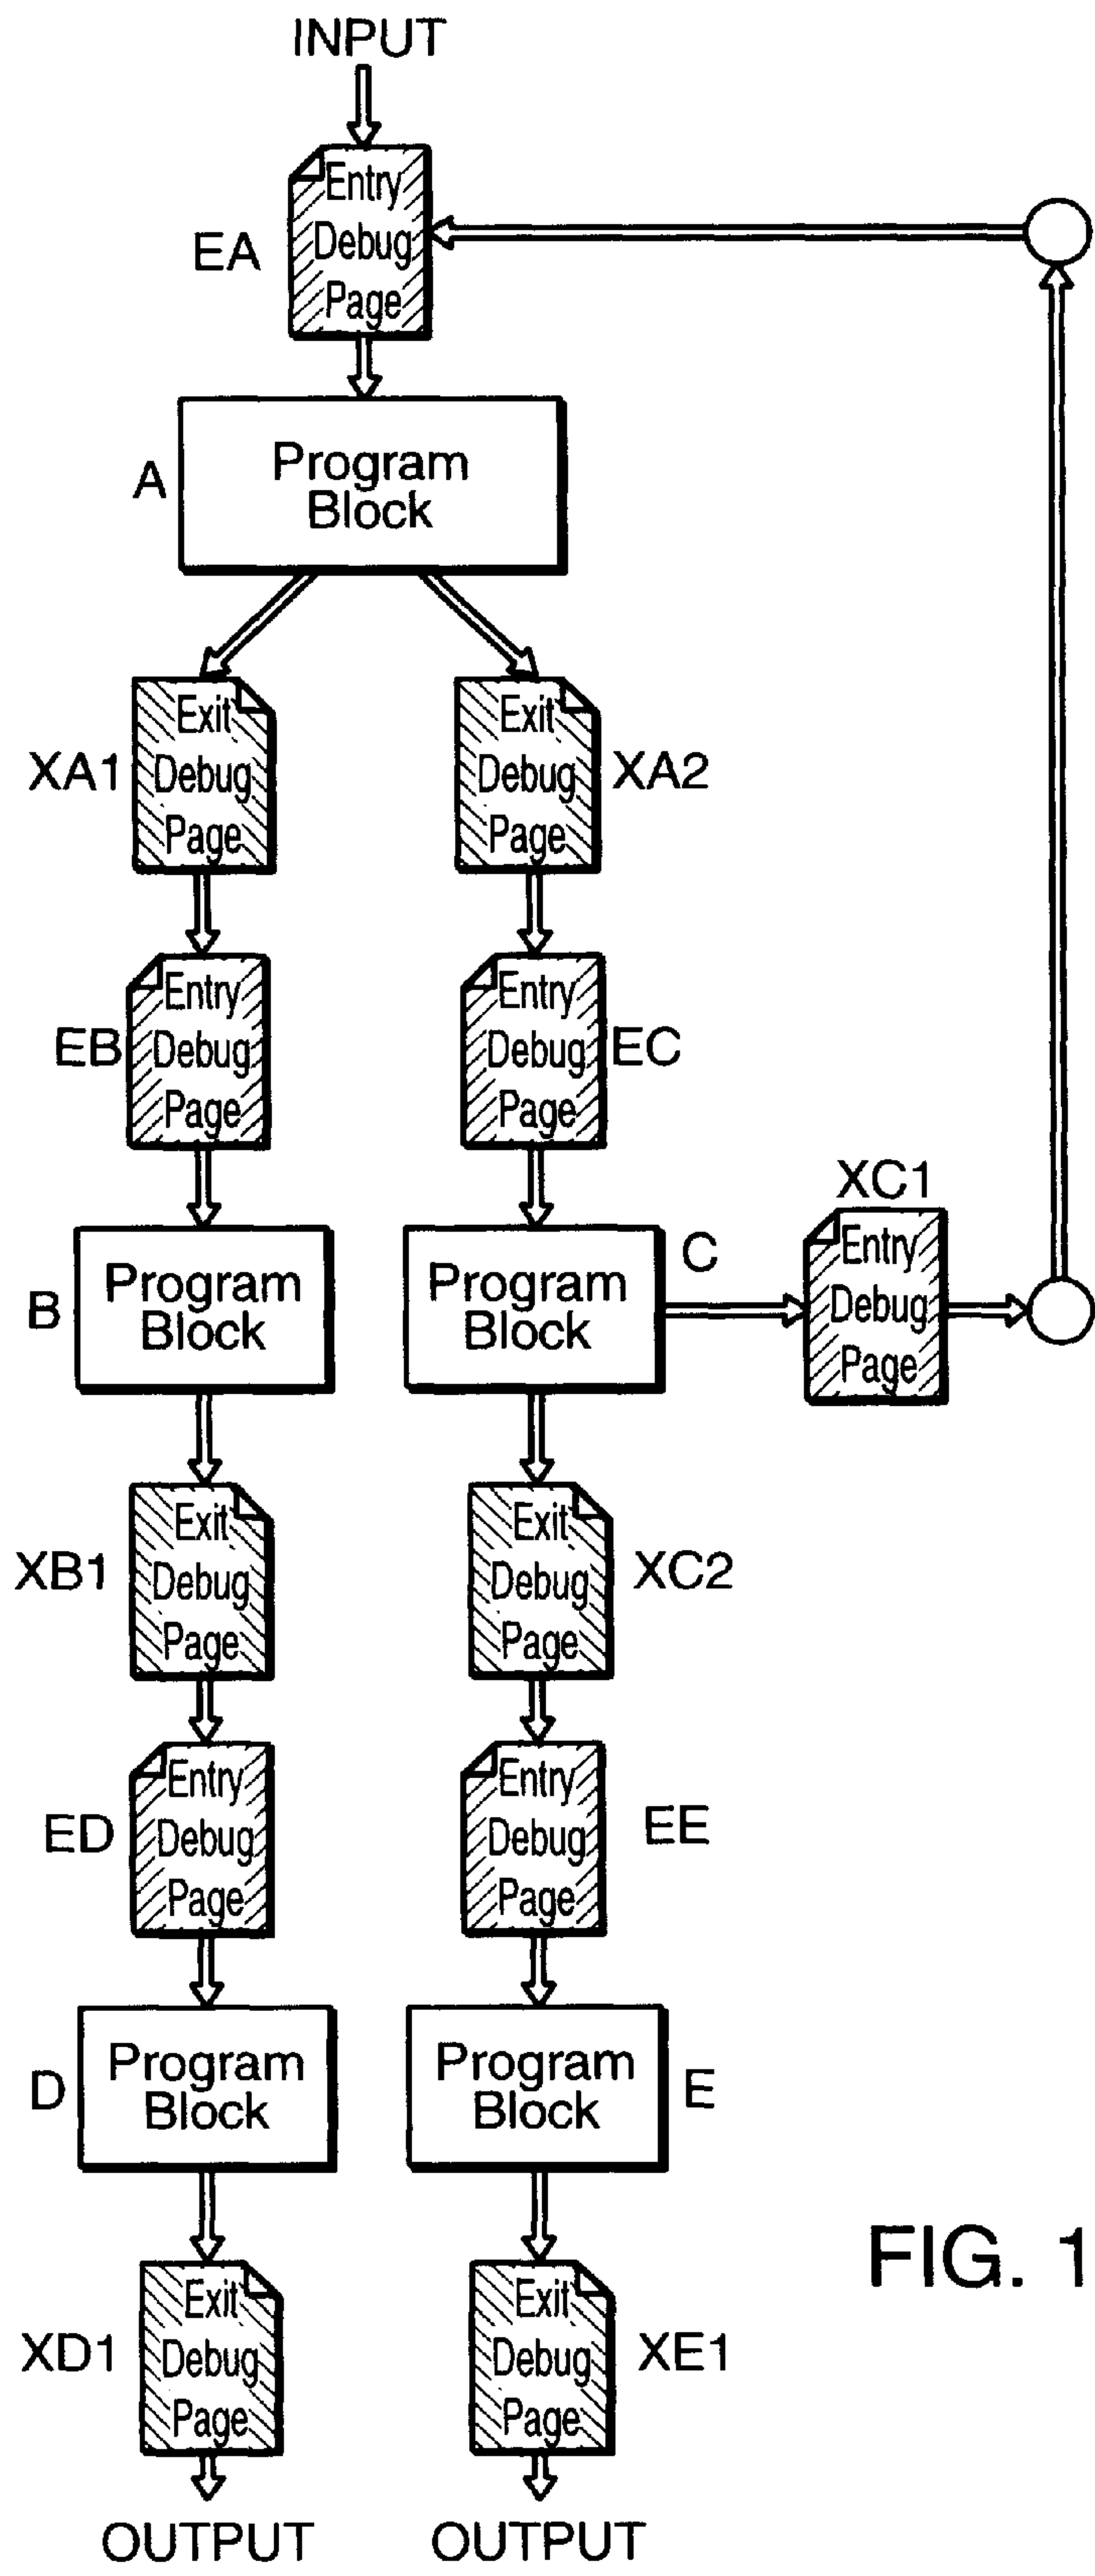 INPUT
EA
Entry
Debug
Page
A
Program
Block
XA1
Exit
Debug
Page
Exit
Debug
Page
XA2
EB
Entry
Debug
Page
Entry
Debug
Page
EC
B
Program
Block
Program
Block
C
XC1
Entry
Debug
Page
XB1
Exit
Debug
Page
Exit
Debug
Page
XC2
ED
Entry
Debug
Page
Entry
Debug
Page
EE
D
Program
Block
Program
Block
E
XD1
Exit
Debug
Page
Exit
Debug
Page
XE1
OUTPUT
OUTPUT
FIG. 1